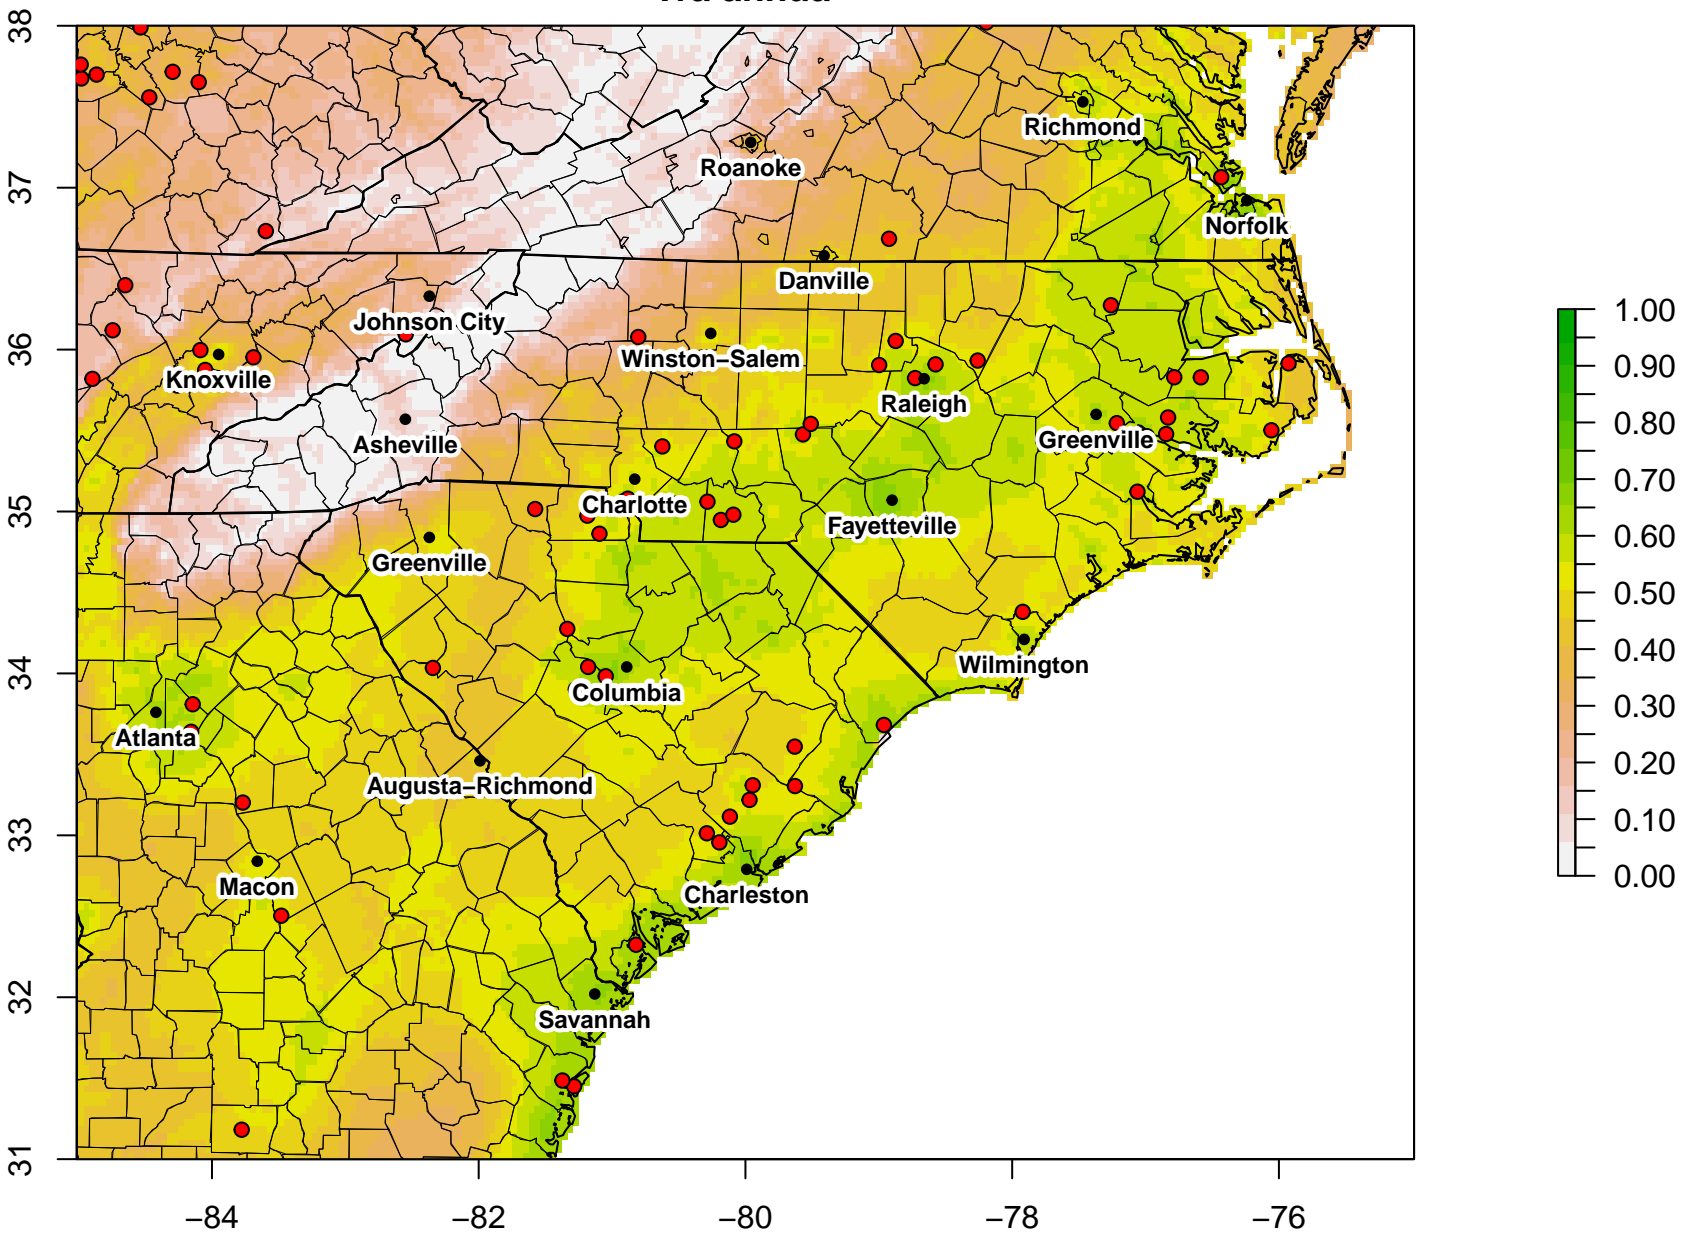 38
37
36
35
34
33
32
31
Richmond
Roanoke
Norfolk
Danville
Johnson City
Winston–Salem
Knoxville
Raleigh
Asheville
Greenville
Charlotte
Fayetteville
Greenville
Wilmington
Columbia
Atlanta
Augusta–Richmond
Macon
Charleston
Savannah
−84
−82
−80
−78
−76
1.00
0.90
0.80
0.70
0.60
0.50
0.40
0.30
0.20
0.10
0.00